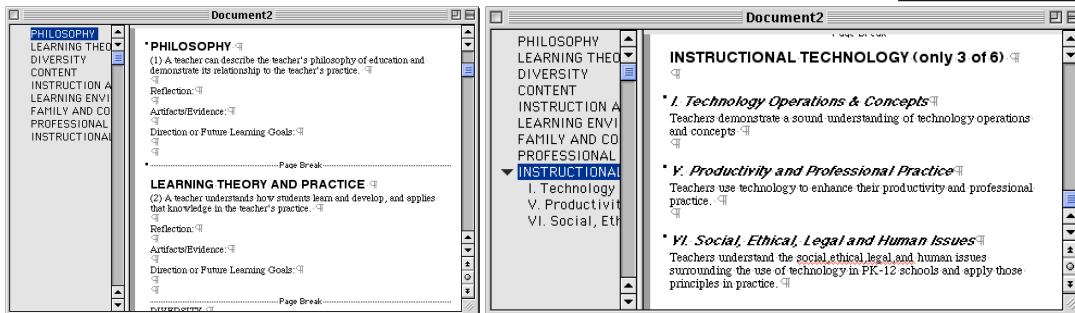 Document2
PHILOSOPHY
LEARNING THEO
DIVERSITY
CONTENT
INSTRUCTION A
LEARNING ENVI
FAMILY AND CO
PROFESSIONAL
INSTRUCTIONAL
PHILOSOPHY ¶
(1) A teacher can describe the teacher's philosophy of education and
demonstrate its relationship to the teacher's practice. ¶
¶
Reflection: ¶
¶
Artifacts/Evidence: ¶
¶
Direction or Future Learning Goals: ¶
¶
¶
Page Break
LEARNING THEORY AND PRACTICE ¶
(2) A teacher understands how students learn and develop, and applies
that knowledge in the teacher's practice. ¶
¶
Reflection: ¶
¶
Artifacts/Evidence: ¶
¶
Direction or Future Learning Goals: ¶
¶
¶
Page Break
DIVERSITY ¶
Document2
PHILOSOPHY
LEARNING THEO
DIVERSITY
CONTENT
INSTRUCTION A
LEARNING ENVI
FAMILY AND CO
PROFESSIONAL
INSTRUCTIONAL
I. Technology
V. Productivit
VI. Social, Eth
Page Break
INSTRUCTIONAL TECHNOLOGY (only 3 of 6) ¶
¶
I. Technology Operations & Concepts¶
Teachers demonstrate a sound understanding of technology operations
and concepts ¶
¶
V. Productivity and Professional Practice¶
Teachers use technology to enhance their productivity and professional
practice. ¶
¶
VI. Social, Ethical, Legal and Human Issues¶
Teachers understand the social,ethical,legal,and human issues
surrounding the use of technology in PK-12 schools and apply those
principles in practice. ¶